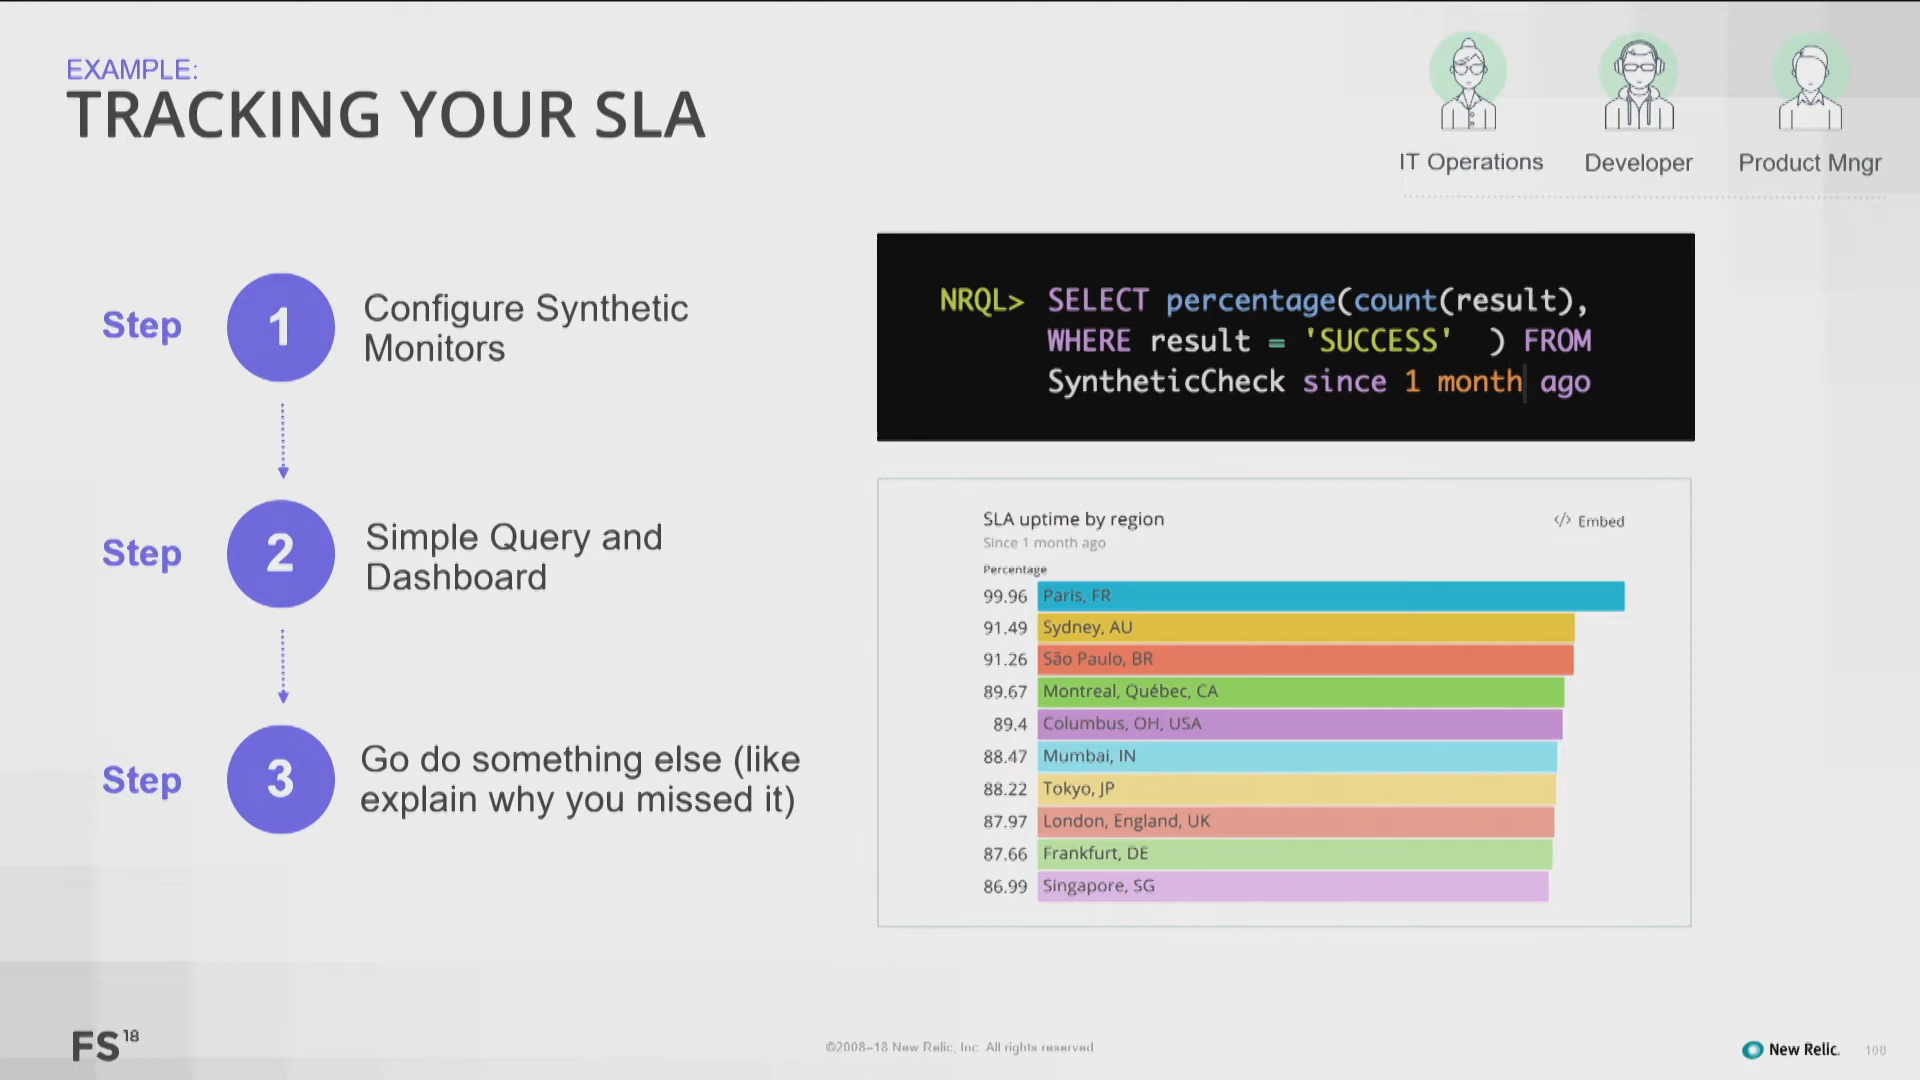 EXAMPLE:
TRACKING YOUR SLA
IT Operations
Developer
Product Mngr
Step
1
Configure Synthetic
Monitors
Step
2
Simple Query and
Dashboard
Step
3
Go do something else (like
explain why you missed it)
NRQL> SELECT percentage(count(result),
WHERE result = 'SUCCESS' ) FROM
SyntheticCheck since 1 month ago
SLA uptime by region
</> Embed
Since 1 month ago
Percentage
99.96 Paris, FR
91.49 Sydney, AU
91.26 São Paulo, BR
89.67 Montreal, Québec, CA
89.4 Columbus, OH, USA
88.47 Mumbai, IN
88.22 Tokyo, JP
87.97 London, England, UK
87.66 Frankfurt, DE
86.99 Singapore, SG
FS18
©2008–18 New Relic, Inc. All rights reserved
New Relic.
100